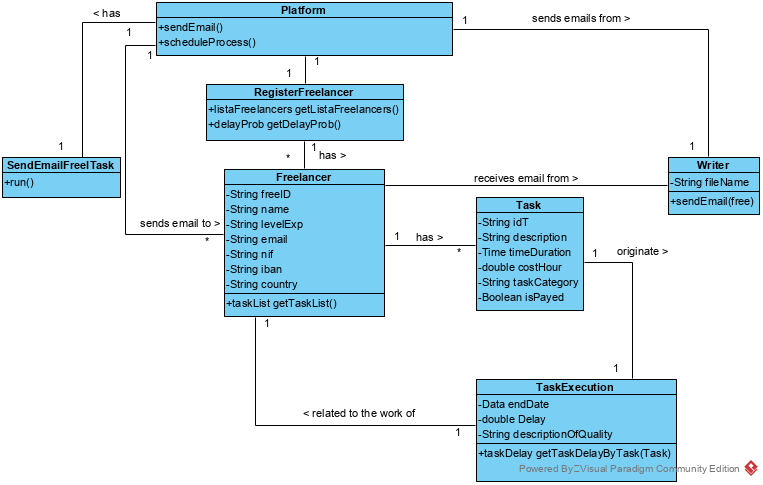 < has
Platform
+sendEmail()
+scheduleProcess()
1
sends emails from >
1
1
1
1
RegisterFreelancer
+listaFreelancers getListaFreelancers()
+delayProb getDelayProb()
1
1
1
*
has >
SendEmailFreelTask
+run()
Writer
-String fileName
+sendEmail(free)
Freelancer
-String freeID
-String name
-String levelExp
-String email
-String nif
-String iban
-String country
+taskList getTaskList()
receives email from >
sends email to >
*
1
has >
*
Task
-String idT
-String description
-Time timeDuration
-double costHour
-String taskCategory
-Boolean isPayed
1
originate >
1
1
< related to the work of
1
TaskExecution
-Data endDate
-double Delay
-String descriptionOfQuality
+taskDelay getTaskDelayByTask(Task)
Powered By Visual Paradigm Community Edition